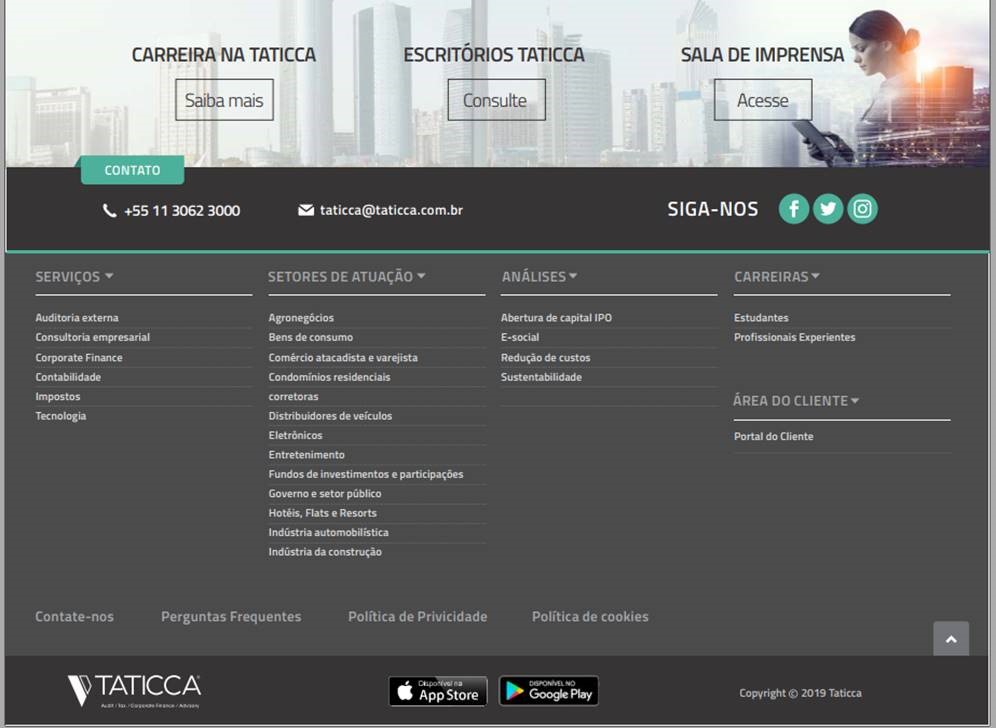 CARREIRA NA TATICCA
ESCRITÓRIOS TATICCA
SALA DE IMPRENSA
Saiba mais
Consulte
Acesse
CONTATO
+55 11 3062 3000
taticca@taticca.com.br
SIGA-NOS
SERVIÇOS
Auditoria externa
Consultoria empresarial
Corporate Finance
Contabilidade
Impostos
Tecnologia
SETORES DE ATUAÇÃO
Agronegócios
Bens de consumo
Comércio atacadista e varejista
Condomínios residenciais
corretoras
Distribuidores de veículos
Eletrônicos
Entretenimento
Fundos de investimentos e participações
Governo e setor público
Hotéis, Flats e Resorts
Indústria automobilística
Indústria da construção
ANÁLISES
Abertura de capital IPO
E-social
Redução de custos
Sustentabilidade
CARREIRAS
Estudantes
Profissionais Experientes
ÁREA DO CLIENTE
Portal do Cliente
Contate-nos
Perguntas Frequentes
Política de Privicidade
Política de cookies
TATICCA
Audit / Tax / Corporate Finance / Advisory
Disponível na
App Store
DISPONÍVEL NO
Google Play
Copyright © 2019 Taticca